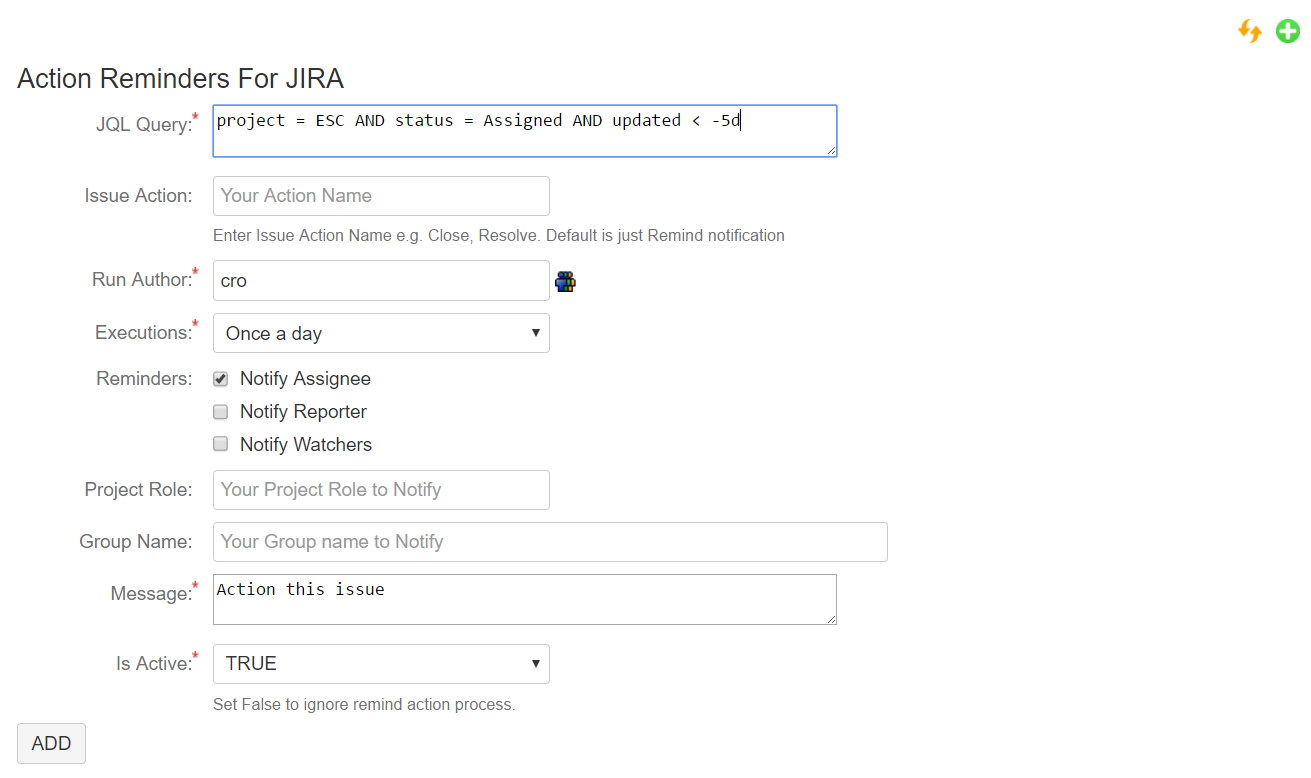 Action Reminders For JIRA
JQL Query:* project = ESC AND status = Assigned AND updated < -5d
Issue Action: Your Action Name
Enter Issue Action Name e.g. Close, Resolve. Default is just Remind notification
Run Author:* cro
Executions:* Once a day
Reminders: Notify Assignee
Notify Reporter
Notify Watchers
Project Role: Your Project Role to Notify
Group Name: Your Group name to Notify
Message:* Action this issue
Is Active:* TRUE
Set False to ignore remind action process.
ADD